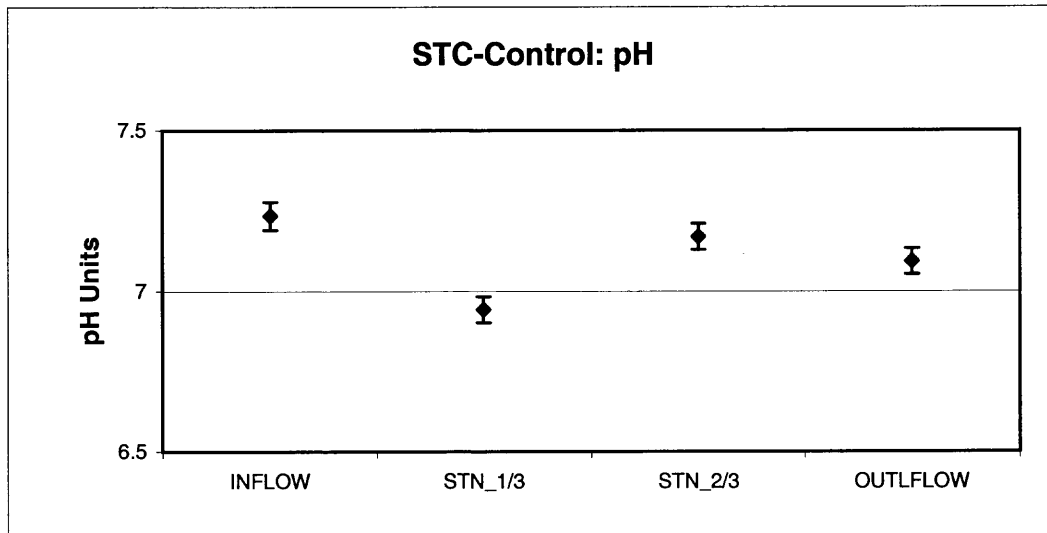 STC-Control: pH
pH Units
7.5
7
6.5
INFLOW
STN_1/3
STN_2/3
OUTLFLOW